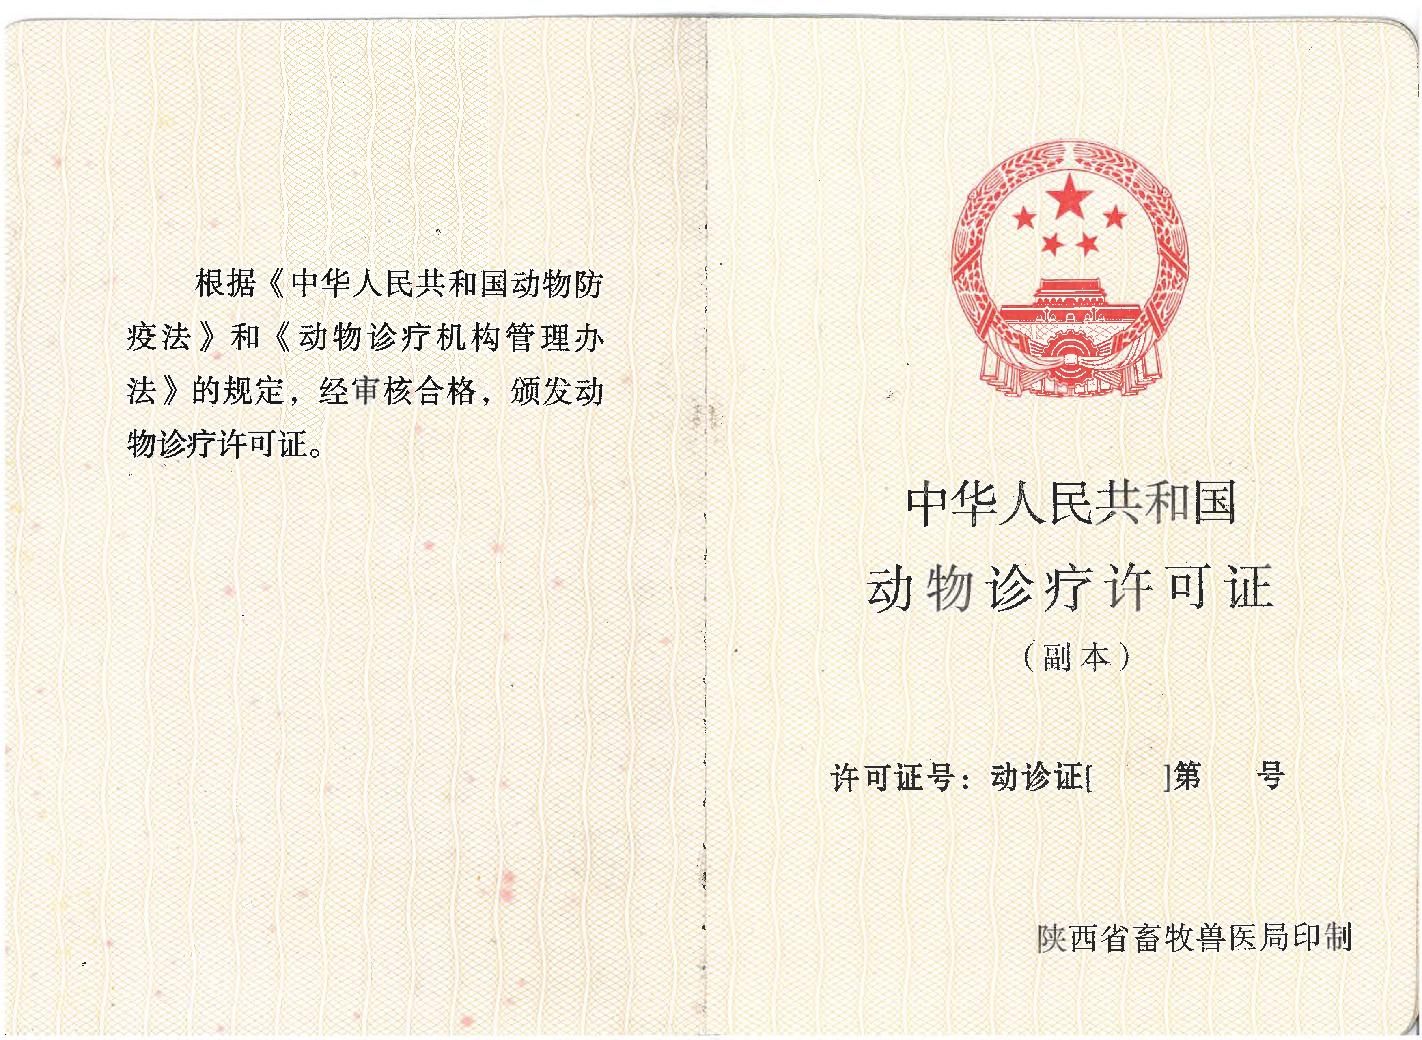 根据《中华人民共和国动物防
疫法》和《动物诊疗机构管理办
法》的规定，经审核合格，颁发动
物诊疗许可证。
中华人民共和国
动物诊疗许可证
（副本）
许可证号：动诊证[ ]第 号
陕西省畜牧兽医局印制